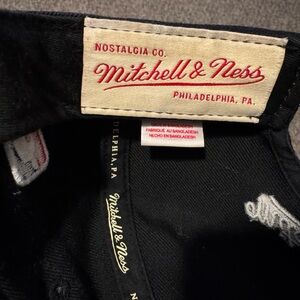 NOSTALGIA CO.
Mitchell & Ness
PHILADELPHIA, PA.
FABRIQUÉ AU BANGLADESH
HECHO EN BANGLADESH
PHILADELPHIA, PA
Mitchell & Ness